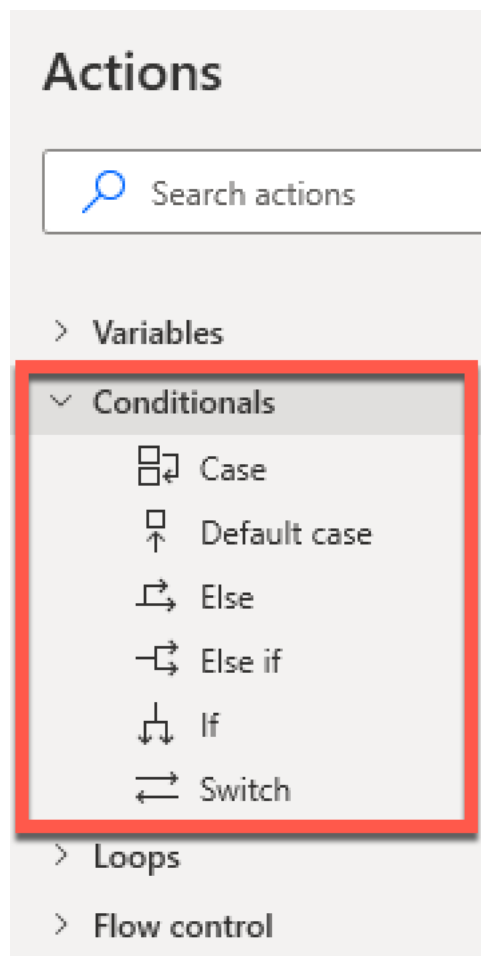 Actions
Search actions
Variables
Conditionals
Case
Default case
Else
Else if
If
Switch
Loops
Flow control